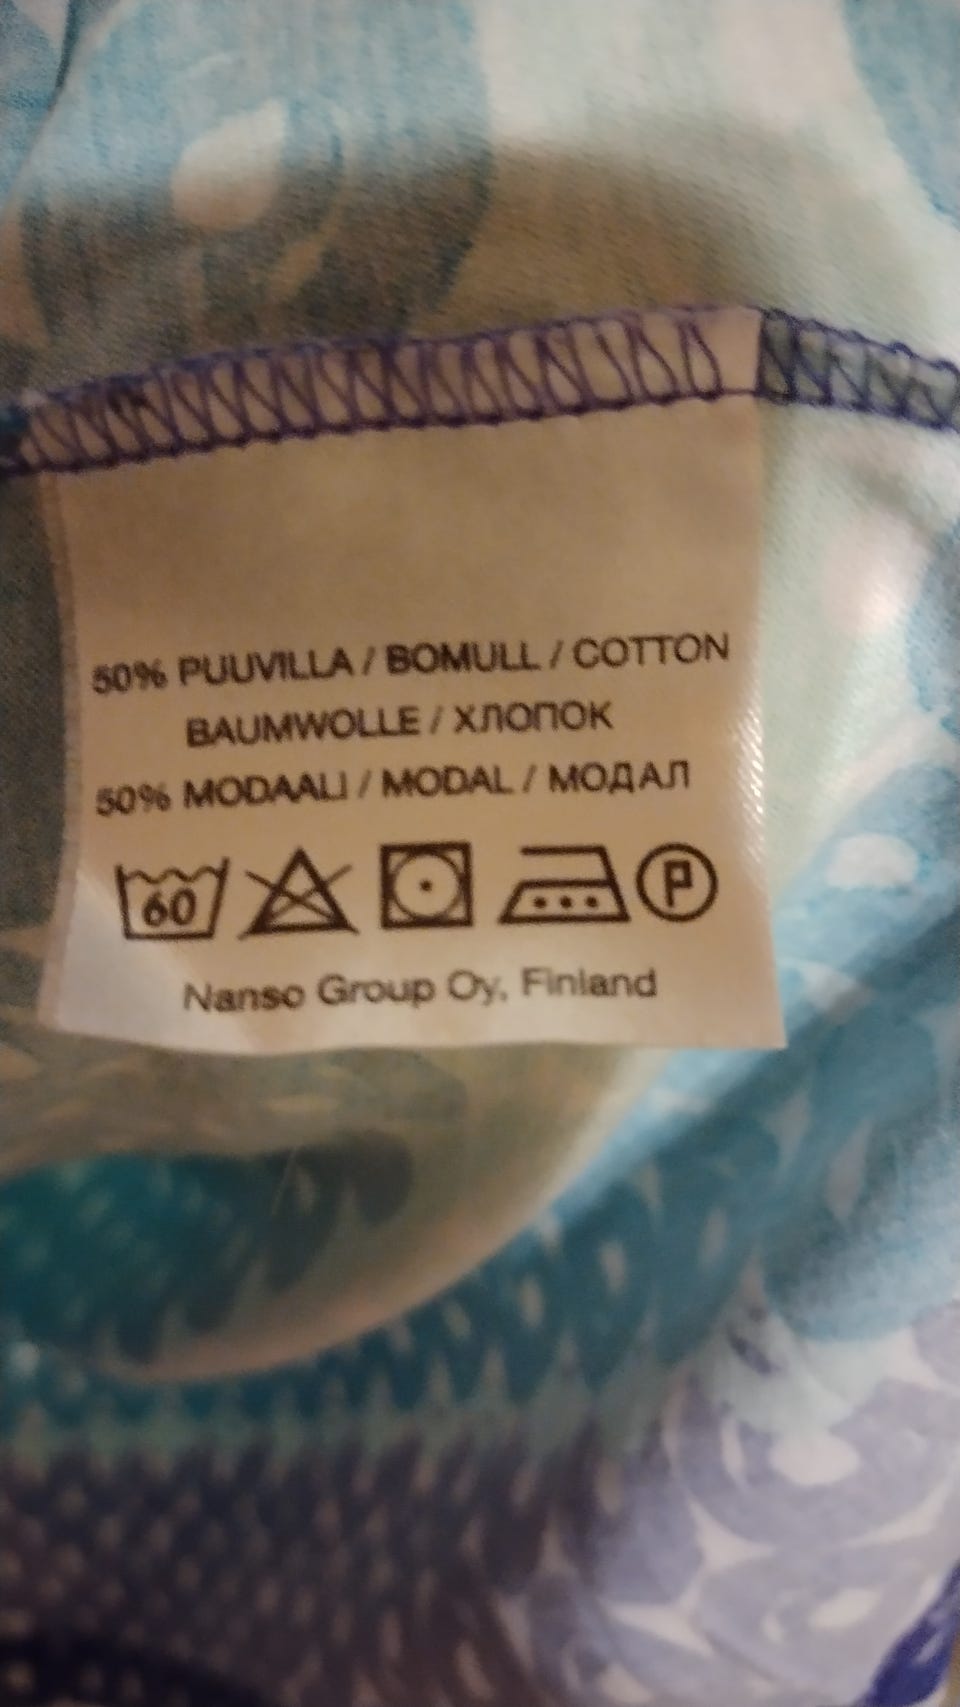 50% PUUVILLA / BOMULL / COTTON
BAUMWOLLE / ХЛОПОК
50% MODAALI / MODAL / МОДАЛ
60 P
Nanso Group Oy, Finland